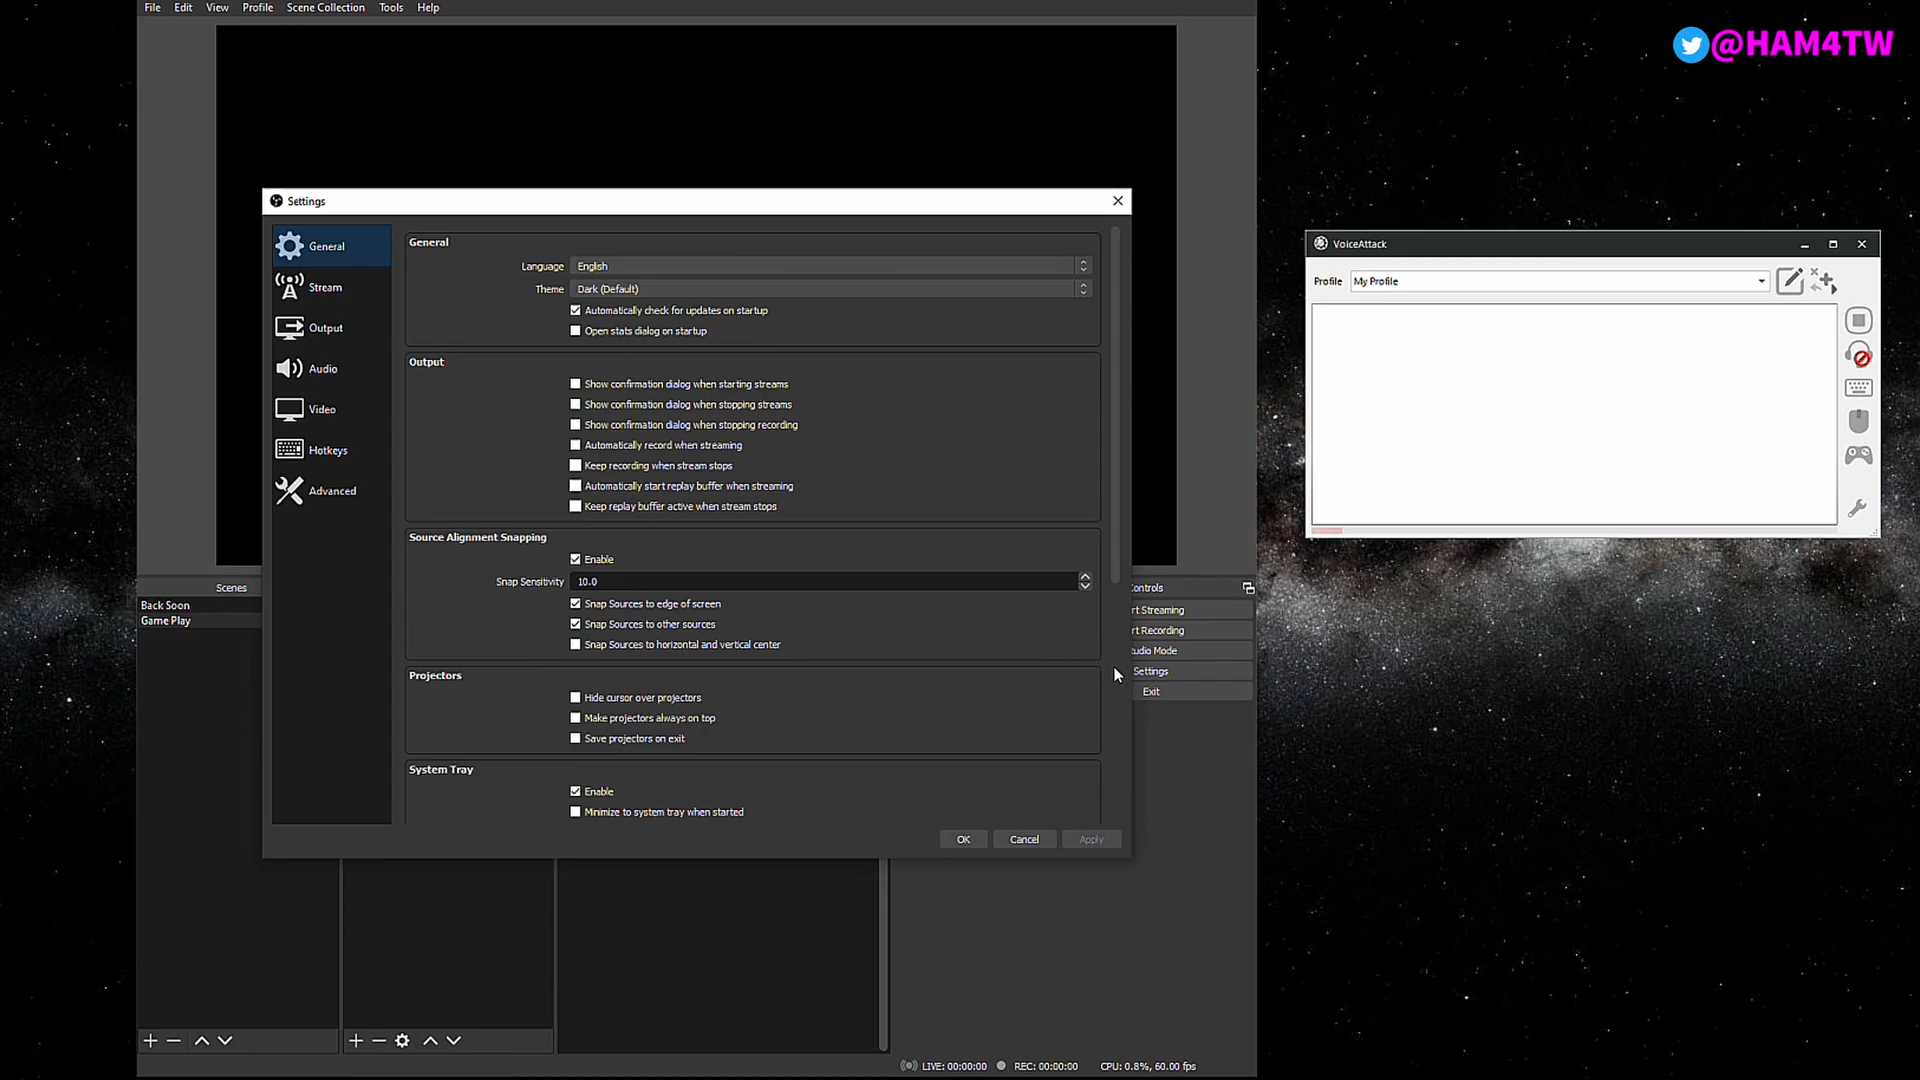 File Edit View Profile Scene Collection Tools Help
@HAM4TW
Settings
General
Stream
Output
Audio
Video
Hotkeys
Advanced
General
Language English
Theme Dark (Default)
Automatically check for updates on startup
Open stats dialog on startup
Output
Show confirmation dialog when starting streams
Show confirmation dialog when stopping streams
Show confirmation dialog when stopping recording
Automatically record when streaming
Keep recording when stream stops
Automatically start replay buffer when streaming
Keep replay buffer active when stream stops
Source Alignment Snapping
Enable
Snap Sensitivity 10.0
Snap Sources to edge of screen
Snap Sources to other sources
Snap Sources to horizontal and vertical center
Projectors
Hide cursor over projectors
Make projectors always on top
Save projectors on exit
System Tray
Enable
Minimize to system tray when started
OK Cancel Apply
Scenes
Back Soon
Game Play
ontrols
rt Streaming
rt Recording
udio Mode
Settings
Exit
VoiceAttack
Profile My Profile
LIVE: 00:00:00 REC: 00:00:00 CPU: 0.8%, 60.00 fps